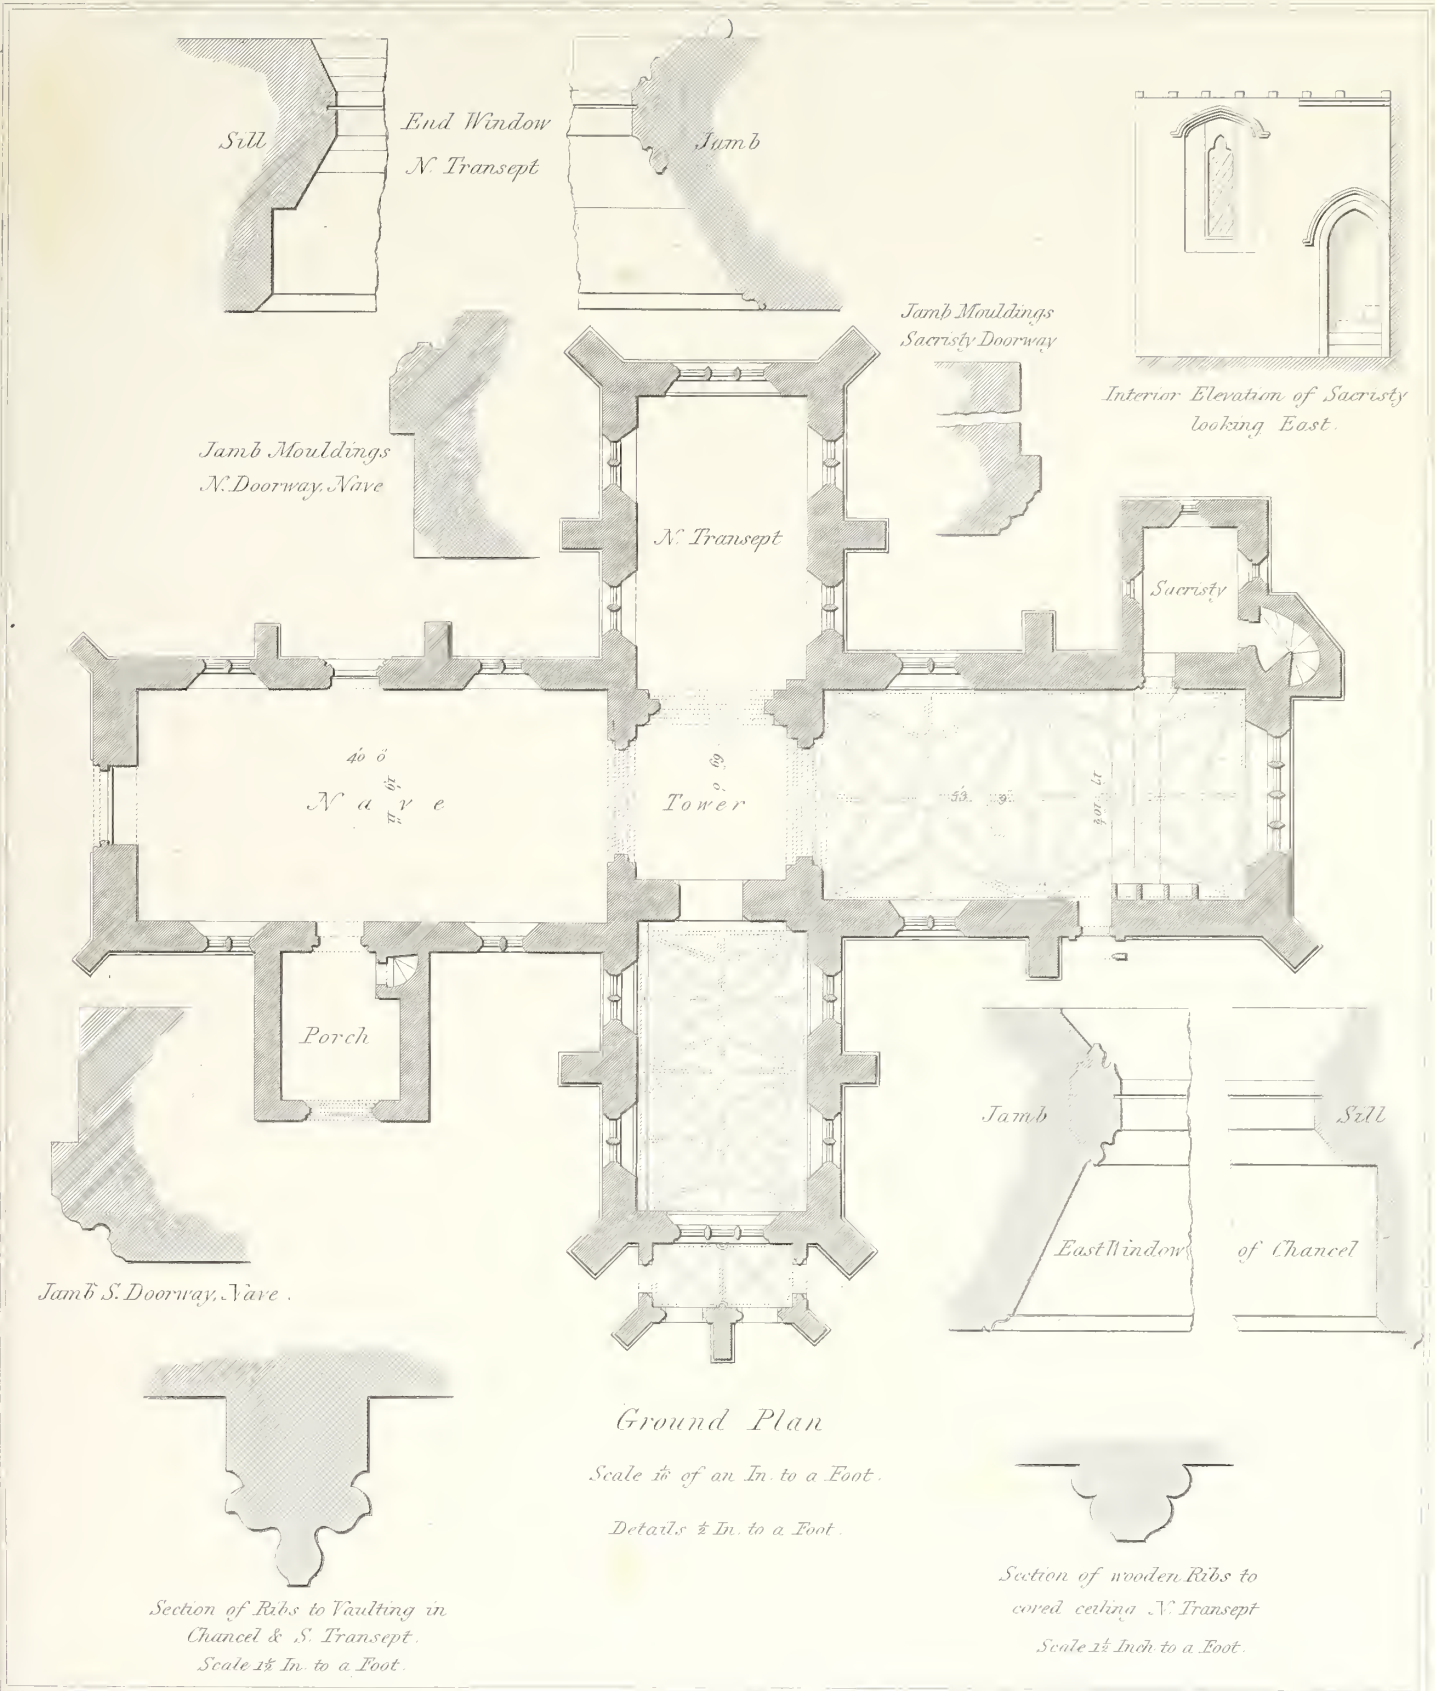 Sill
End Window
N. Transept
Jamb
Jamb Mouldings
Sacristy Doorway
Interior Elevation of Sacristy
looking East.
Jamb Mouldings
N. Doorway, Nave
N. Transept
Sacristy
40 0
Nave
Tower
53. 9.
Porch
Jamb
Sill
East Window
of Chancel
Jamb S. Doorway, Nave.
Ground Plan
Scale 1/16 of an In. to a Foot.
Details ½ In. to a Foot.
Section of Ribs to Vaulting in
Chancel & S. Transept.
Scale 1½ In. to a Foot.
Section of wooden Ribs to
coved ceiling N. Transept
Scale 1½ Inch to a Foot.